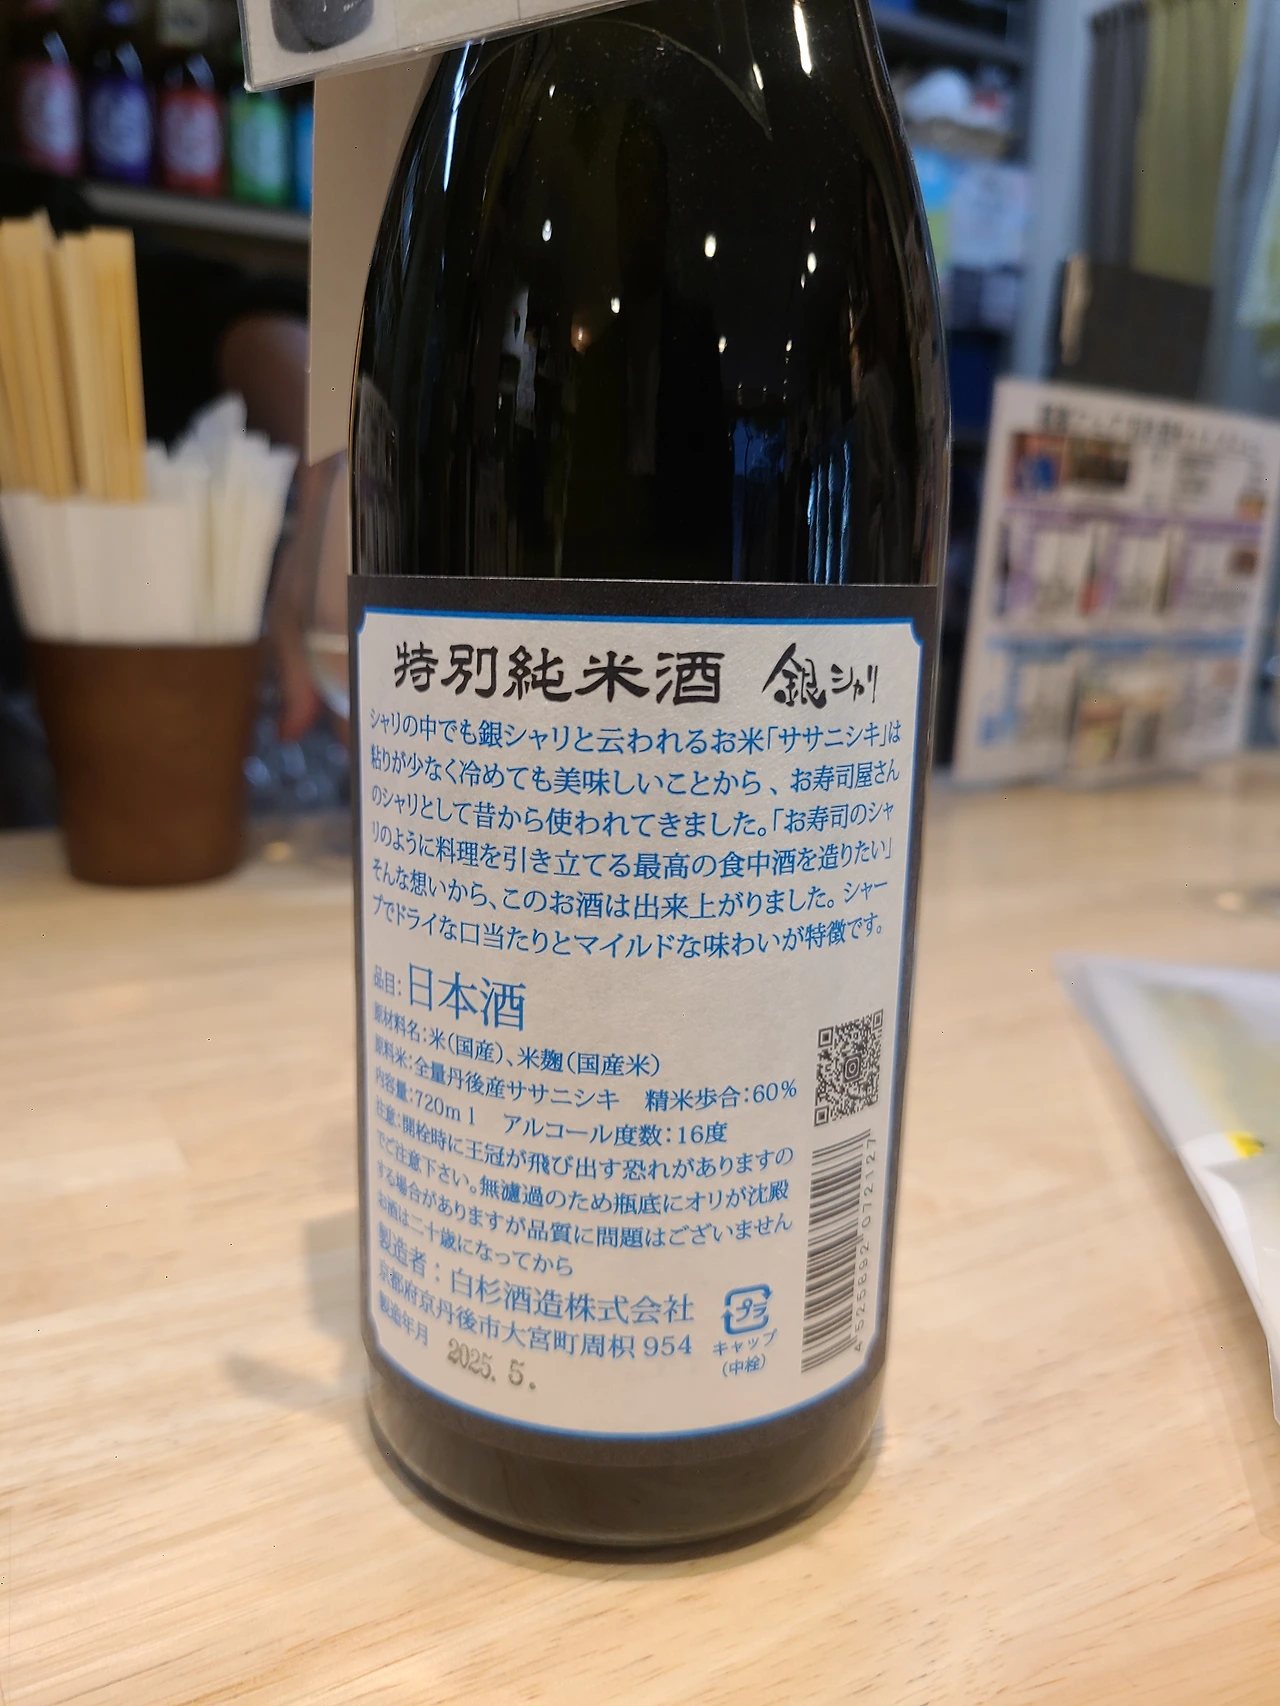 特別純米酒 銀シャリ
シャリの中でも銀シャリと云われるお米「ササニシキ」は
粘りが少なく冷めても美味しいことから、お寿司屋さん
のシャリとして昔から使われてきました。「お寿司のシャ
リのように料理を引き立てる最高の食中酒を造りたい」
そんな想いから、このお酒は出来上がりました。シャー
プでドライな口当たりとマイルドな味わいが特徴です。
品目:日本酒
原材料名:米(国産)、米麹(国産米)
原料米:全量丹後産ササニシキ 精米歩合:60%
内容量:720ml アルコール度数:16度
注意:開栓時に王冠が飛び出す恐れがありますの
でご注意下さい。無濾過のため瓶底にオリが沈殿
する場合がありますが品質に問題はございません
お酒は二十歳になってから
製造者:白杉酒造株式会社
京都府京丹後市大宮町周枳954
製造年月 2025.5.
プラ
キャップ
(中栓)
4525892072127